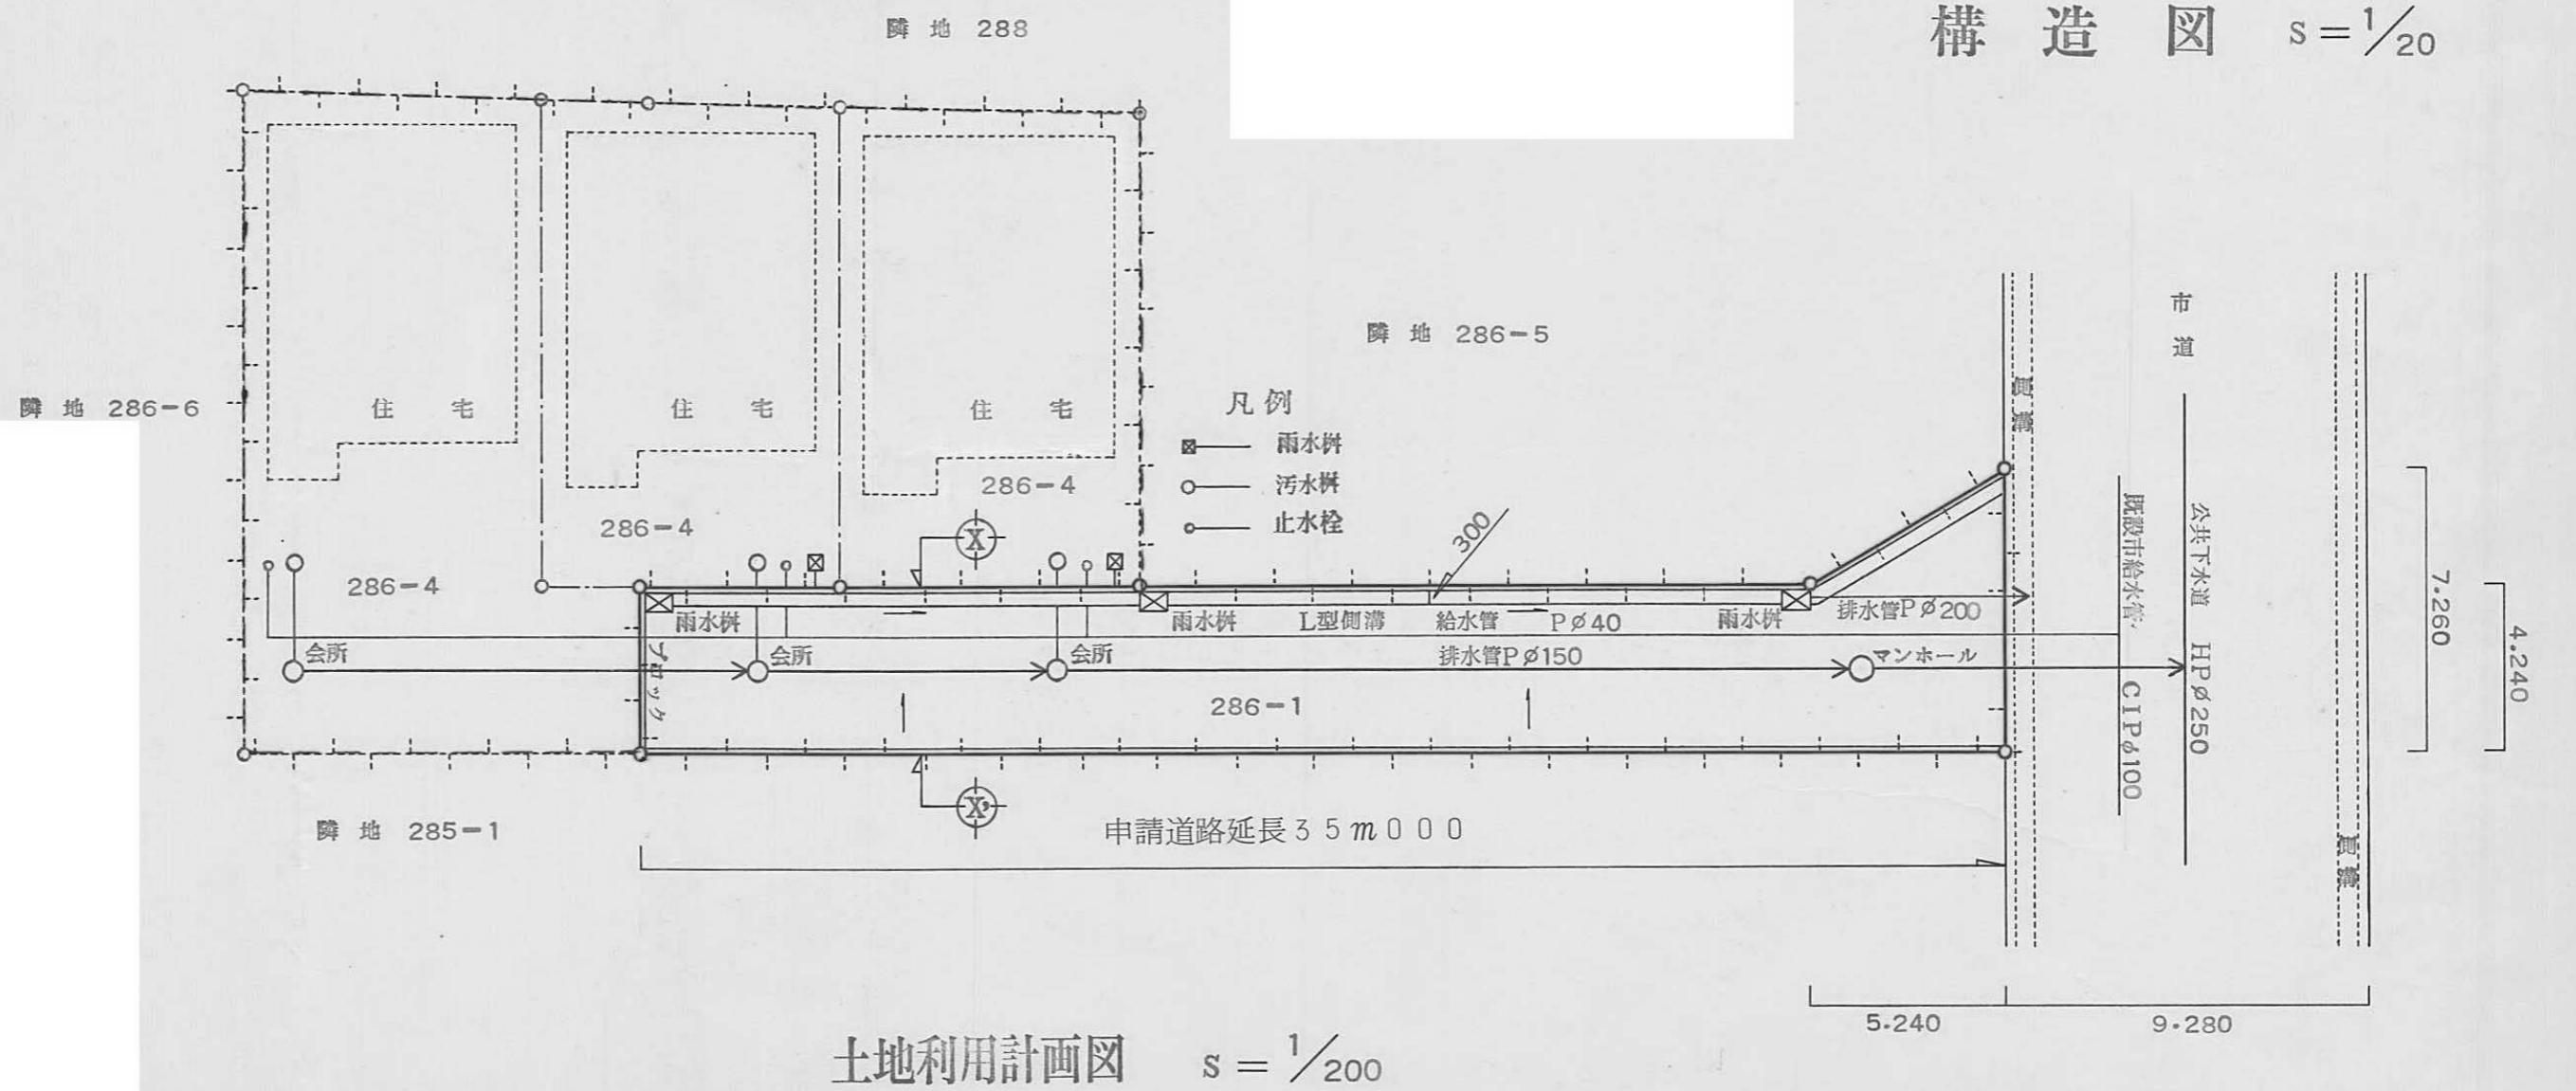 隣地 288
構造図 S=1/20
隣地 286-6
住宅
住宅
住宅
隣地 286-5
市道
凡例
雨水桝
汚水桝
止水栓
286-4
286-4
286-4
300
既設市給水管
CIPφ100
公共下水道 HPφ250
7.260
4.240
雨水桝
雨水桝
L型側溝
給水管 Pφ40
雨水桝
排水管Pφ200
会所
ブロック
会所
会所
排水管Pφ150
マンホール
286-1
X
X'
隣地 285-1
申請道路延長35m000
5.240
9.280
土地利用計画図 S=1/200